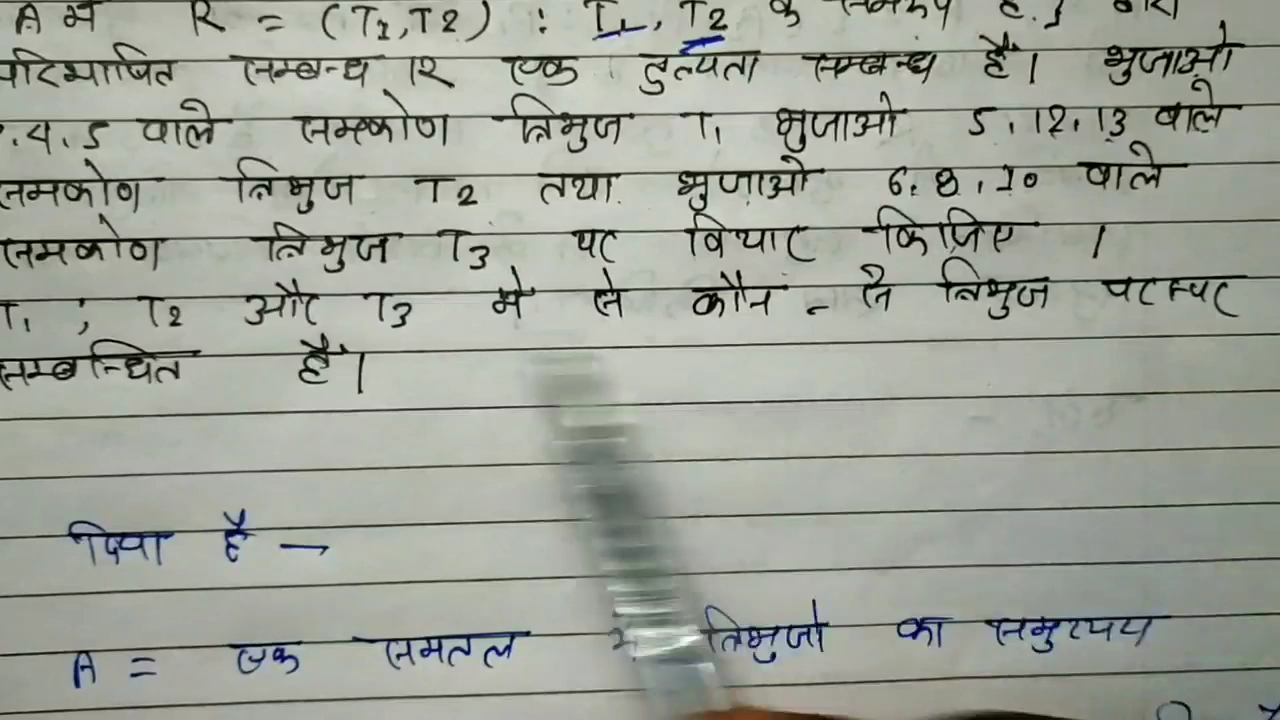 A में R = (T1,T2) : T1, T2 के समरूप है.} द्वारा
परिभाषित सम्बन्ध R एक तुल्यता सम्बन्ध है। भुजाओ
.4.5 वाले समकोण त्रिभुज T1 भुजाओ 5.12.13 वाले
समकोण त्रिभुज T2 तथा भुजाओ 6.8.10 वाले
समकोण त्रिभुज T3 पर विचार किजिए ।
T1 ; T2 और T3 मे से कौन - से त्रिभुज परस्पर
सम्बन्धित है।
दिया है →
A = एक समतल में त्रिभुजो का समुच्चय